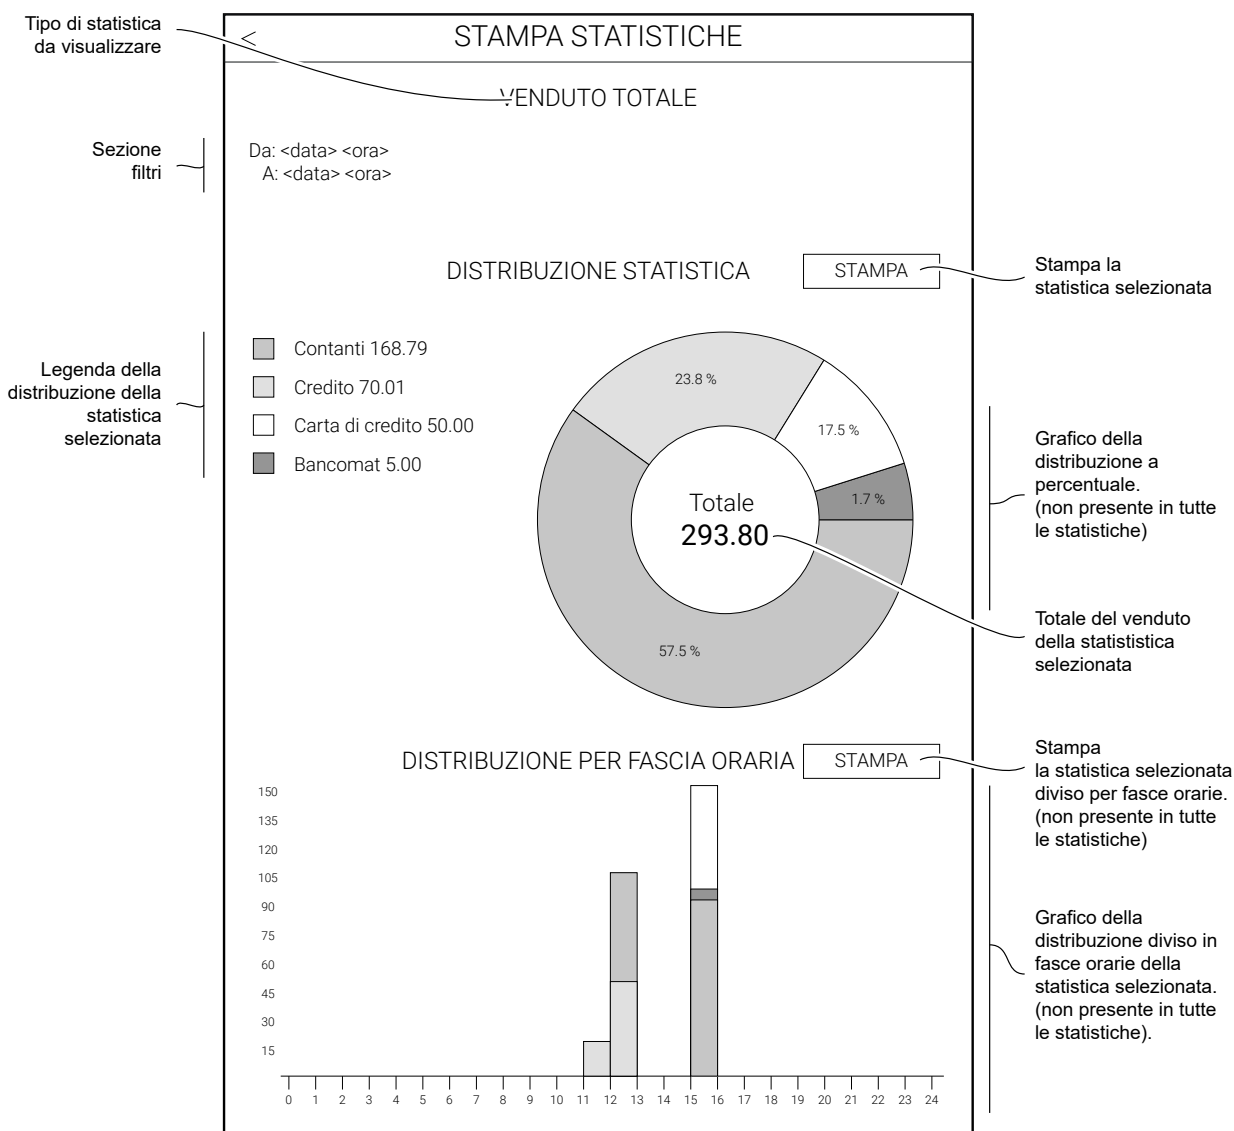 Tipo di statistica
da visualizzare
<
STAMPA STATISTICHE
VENDUTO TOTALE
Sezione
filtri
Da: <data> <ora>
A: <data> <ora>
DISTRIBUZIONE STATISTICA
STAMPA
Stampa la
statistica selezionata
Legenda della
distribuzione della
statistica
selezionata
Contanti 168.79
Credito 70.01
Carta di credito 50.00
Bancomat 5.00
23.8 %
17.5 %
1.7 %
57.5 %
Totale
293.80
Grafico della
distribuzione a
percentuale.
(non presente in tutte
le statistiche)
Totale del venduto
della statististica
selezionata
DISTRIBUZIONE PER FASCIA ORARIA
STAMPA
Stampa
la statistica selezionata
diviso per fasce orarie.
(non presente in tutte
le statistiche)
150
135
120
105
90
75
60
45
30
15
0 1 2 3 4 5 6 7 8 9 10 11 12 13 14 15 16 17 18 19 20 21 22 23 24
Grafico della
distribuzione diviso in
fasce orarie della
statistica selezionata.
(non presente in tutte
le statistiche).